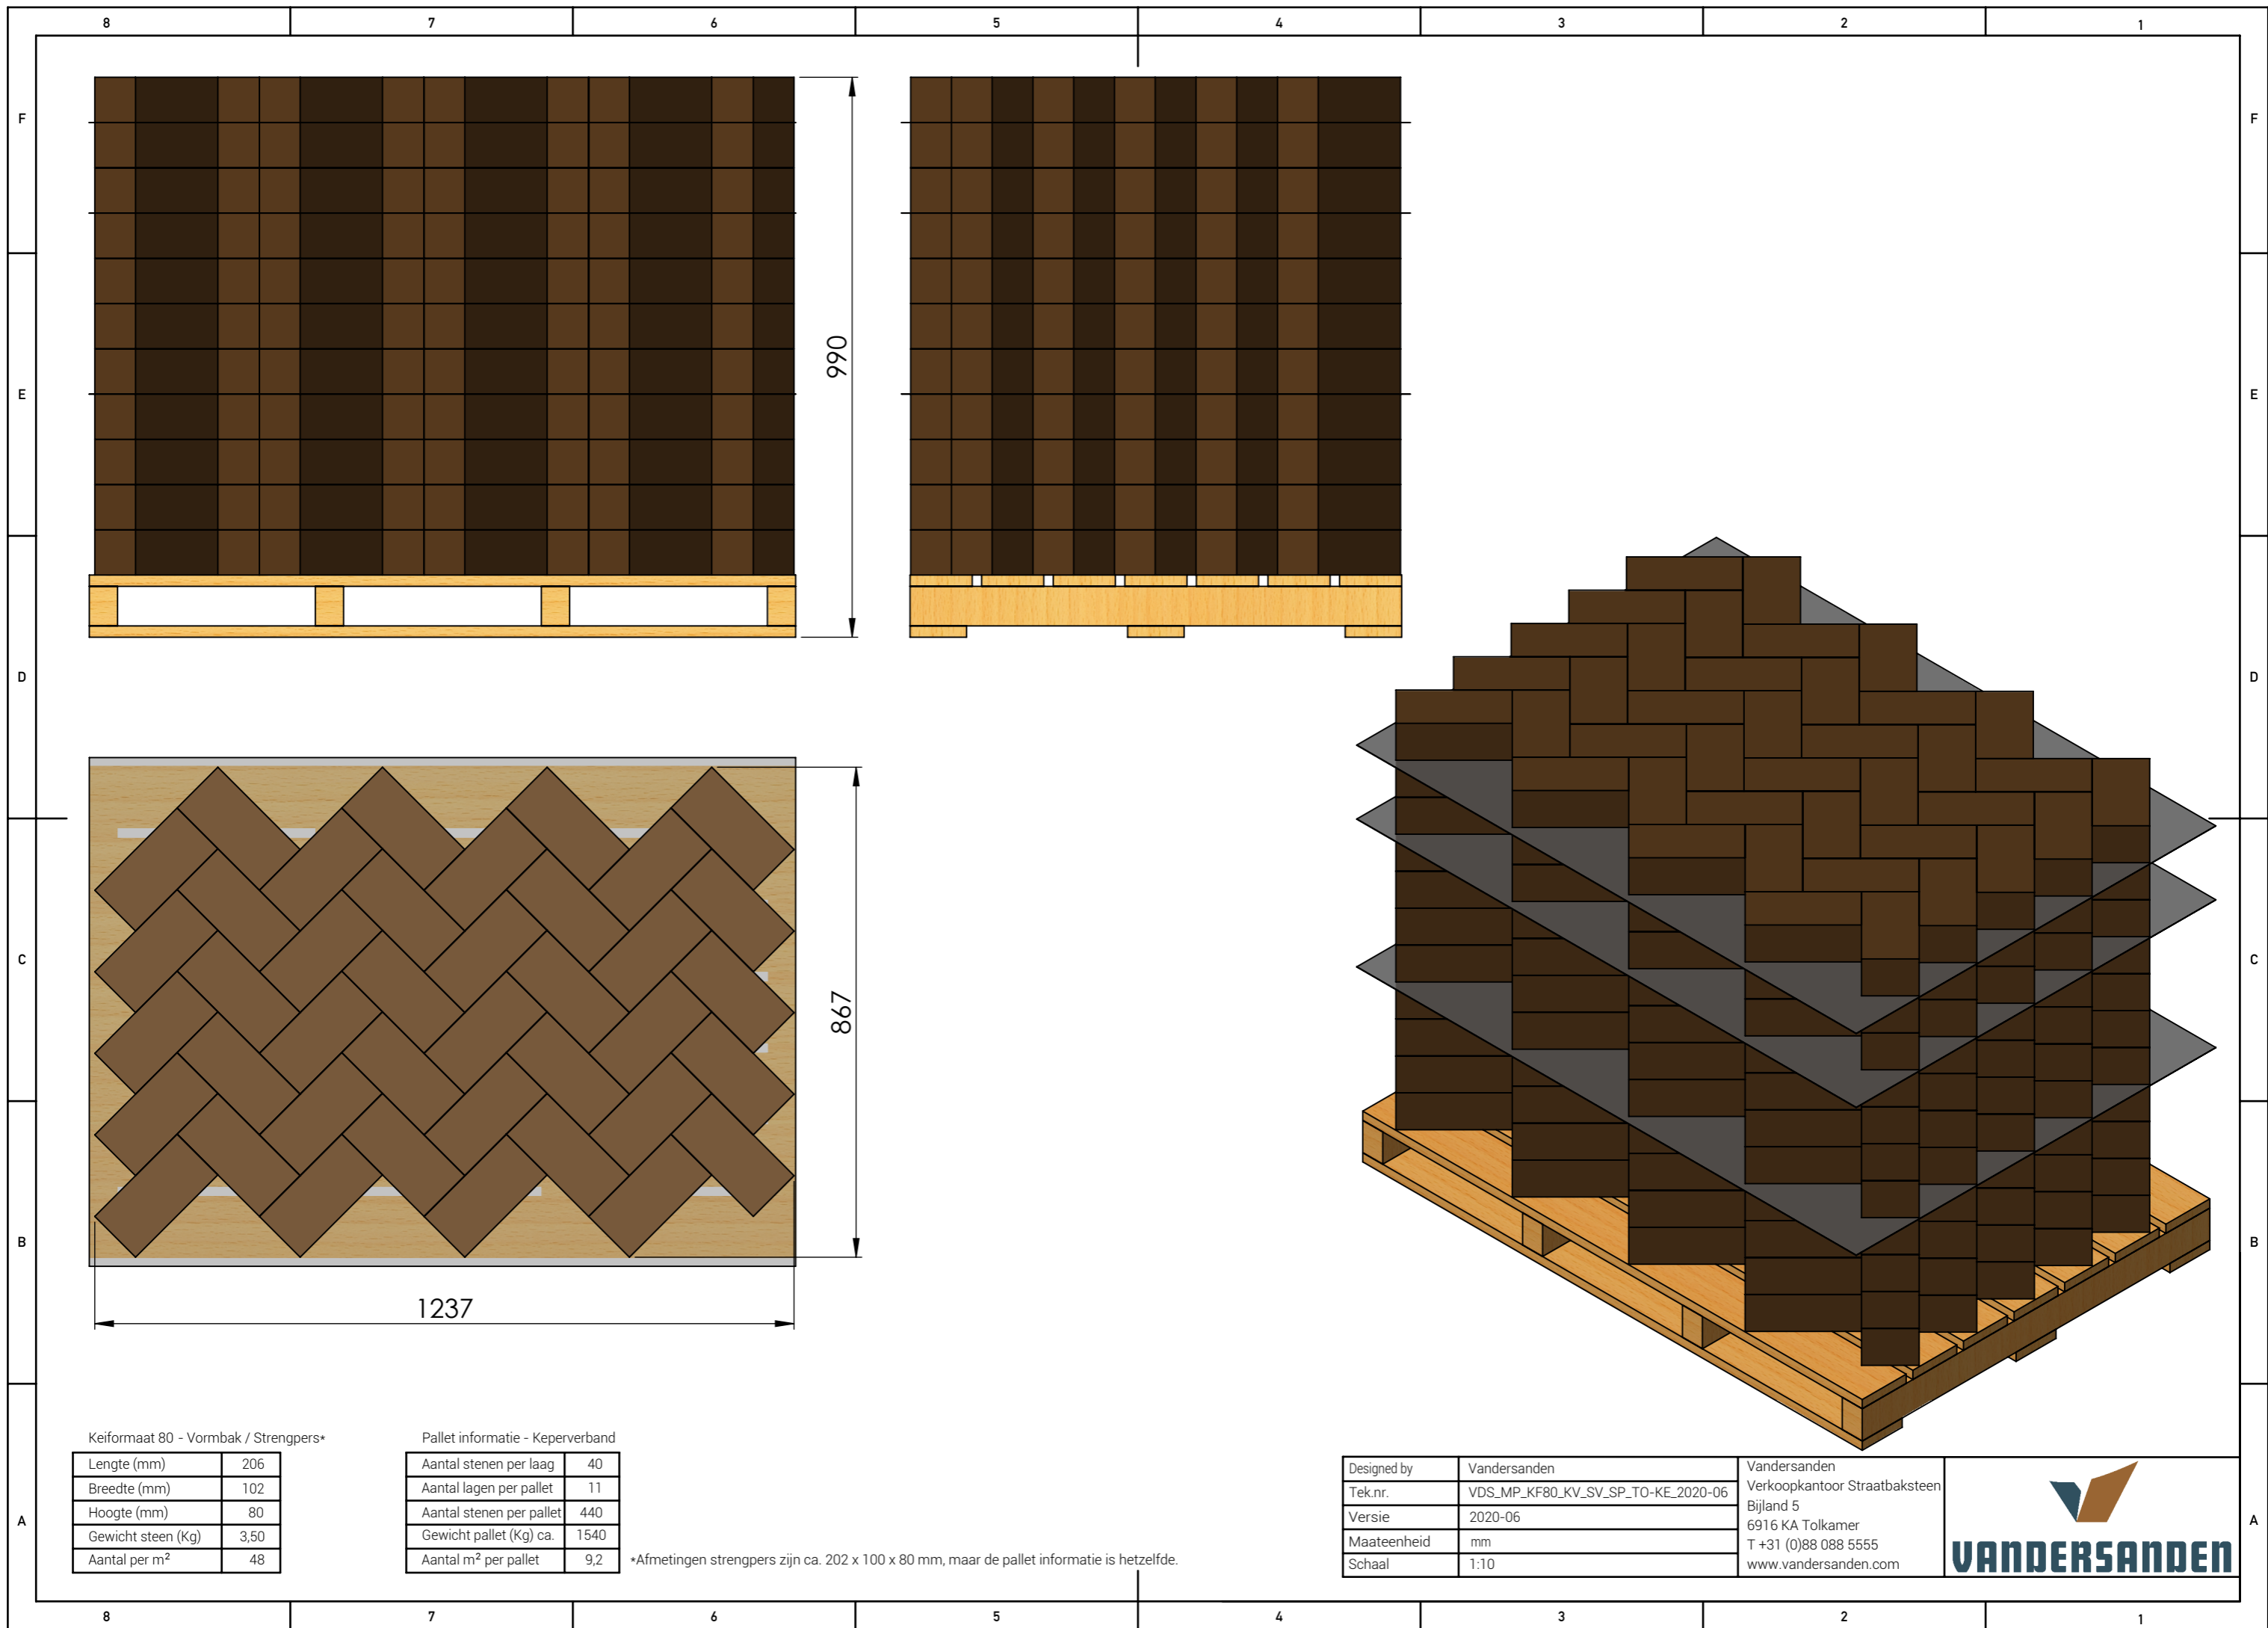 8 7 6 5 4 3 2 1
F F
E E
D D
C C
B B
A A
990
867
1237
Keiformaat 80 - Vormbak / Strengpers*
Lengte (mm) 206
Breedte (mm) 102
Hoogte (mm) 80
Gewicht steen (Kg) 3,50
Aantal per m² 48
Pallet informatie - Keperverband
Aantal stenen per laag 40
Aantal lagen per pallet 11
Aantal stenen per pallet 440
Gewicht pallet (Kg) ca. 1540
Aantal m² per pallet 9,2
*Afmetingen strengpers zijn ca. 202 x 100 x 80 mm, maar de pallet informatie is hetzelfde.
Designed by Vandersanden
Tek.nr. VDS_MP_KF80_KV_SV_SP_TO-KE_2020-06
Versie 2020-06
Maateenheid mm
Schaal 1:10
Vandersanden
Verkoopkantoor Straatbaksteen
Bijland 5
6916 KA Tolkamer
T +31 (0)88 088 5555
www.vandersanden.com
VANDERSANDEN
8 7 6 5 4 3 2 1